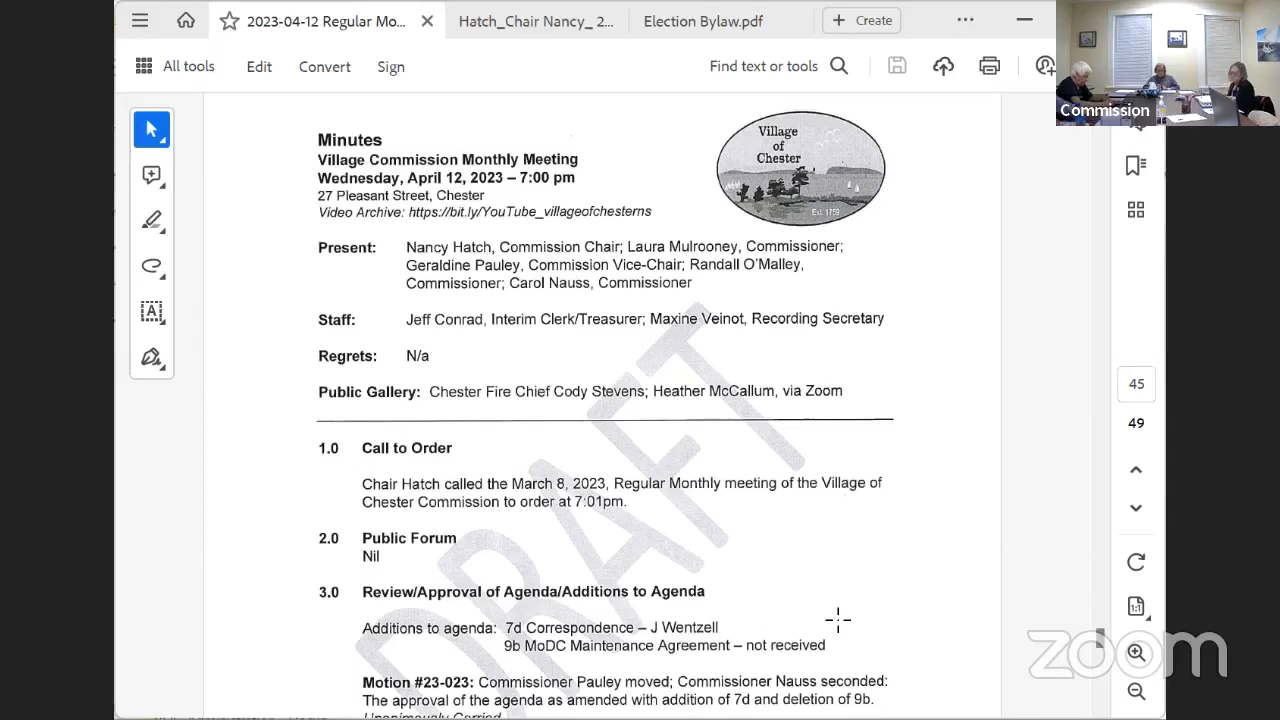 2023-04-12 Regular Mo...
Hatch_Chair Nancy_ 2...
Election Bylaw.pdf
Create
All tools
Edit
Convert
Sign
Find text or tools
Commission
Minutes
Village Commission Monthly Meeting
Wednesday, April 12, 2023 – 7:00 pm
27 Pleasant Street, Chester
Video Archive: https://bit.ly/YouTube_villageofchesterns
Village
of
Chester
Est. 1759
Present: Nancy Hatch, Commission Chair; Laura Mulrooney, Commissioner;
Geraldine Pauley, Commission Vice-Chair; Randall O'Malley,
Commissioner; Carol Nauss, Commissioner
Staff: Jeff Conrad, Interim Clerk/Treasurer; Maxine Veinot, Recording Secretary
Regrets: N/a
Public Gallery: Chester Fire Chief Cody Stevens; Heather McCallum, via Zoom
1.0 Call to Order
Chair Hatch called the March 8, 2023, Regular Monthly meeting of the Village of
Chester Commission to order at 7:01pm.
2.0 Public Forum
Nil
3.0 Review/Approval of Agenda/Additions to Agenda
Additions to agenda: 7d Correspondence – J Wentzell
9b MoDC Maintenance Agreement – not received
Motion #23-023: Commissioner Pauley moved; Commissioner Nauss seconded:
The approval of the agenda as amended with addition of 7d and deletion of 9b.
Unanimously Carried
DRAFT
45
49
1:1
zoom